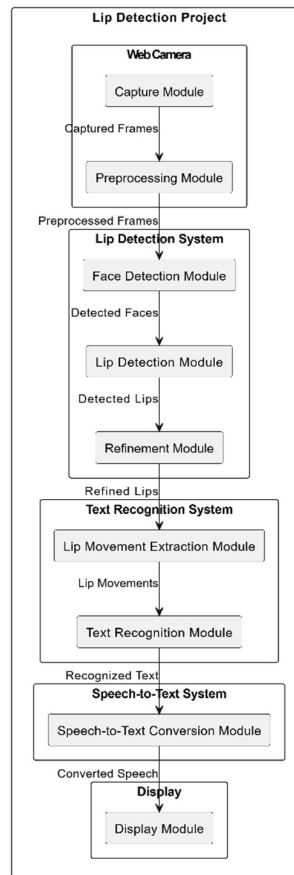 Lip Detection Project
Web Camera
Capture Module
Captured Frames
Preprocessing Module
Preprocessed Frames
Lip Detection System
Face Detection Module
Detected Faces
Lip Detection Module
Detected Lips
Refinement Module
Refined Lips
Text Recognition System
Lip Movement Extraction Module
Lip Movements
Text Recognition Module
Recognized Text
Speech-to-Text System
Speech-to-Text Conversion Module
Converted Speech
Display
Display Module